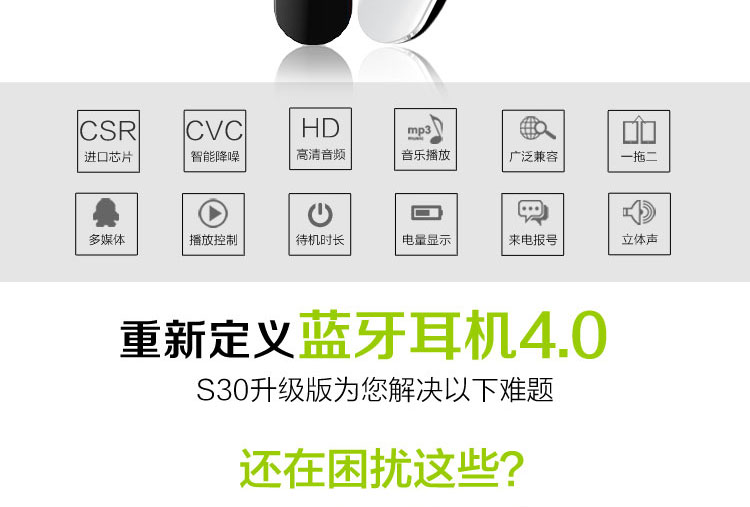 CSR
进口芯片
CVC
智能降噪
HD
高清音频
mp3
music
音乐播放
广泛兼容
一拖二
多媒体
播放控制
待机时长
电量显示
来电报号
立体声
重新定义蓝牙耳机4.0
S30升级版为您解决以下难题
还在困扰这些?